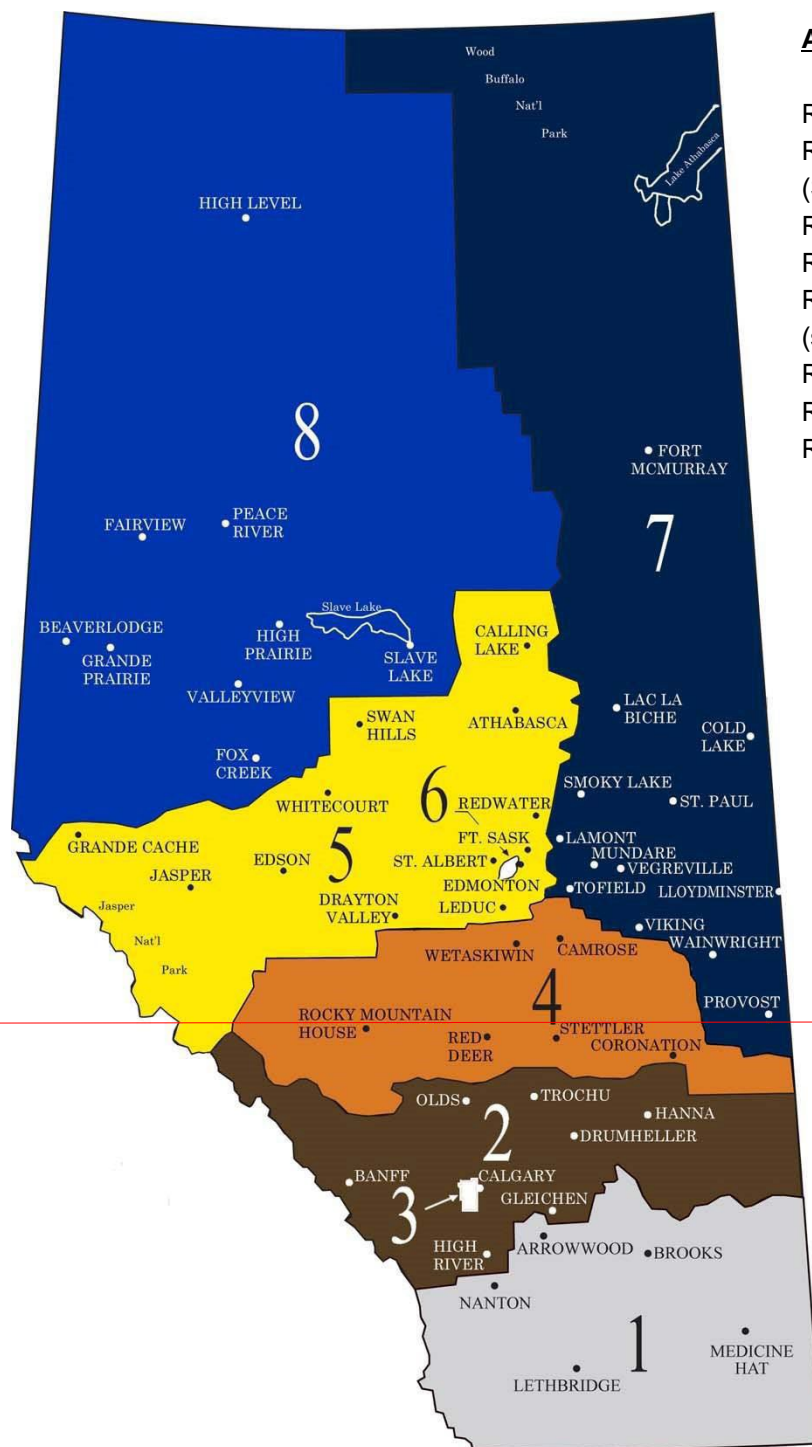 Wood
Buffalo
Nat'l
Park
Lake Athabasca
HIGH LEVEL
8
FORT
MCMURRAY
7
FAIRVIEW
PEACE
RIVER
BEAVERLODGE
GRANDE
PRAIRIE
HIGH
PRAIRIE
Slave Lake
SLAVE
LAKE
VALLEYVIEW
FOX
CREEK
CALLING
LAKE
ATHABASCA
SWAN
HILLS
LAC LA
BICHE
COLD
LAKE
WHITECOURT
6
REDWATER
SMOKY LAKE
ST. PAUL
GRANDE CACHE
5
EDSON
JASPER
FT. SASK
ST. ALBERT
EDMONTON
LEDUC
DRAYTON
VALLEY
LAMONT
MUNDARE
VEGREVILLE
TOFIELD
LLOYDMINSTER
Jasper
Nat'l
Park
VIKING
WAINWRIGHT
PROVOST
WETASKIWIN
CAMROSE
4
ROCKY MOUNTAIN
HOUSE
RED
DEER
STETTLER
CORONATION
OLDS
TROCHU
HANNA
2
DRUMHELLER
BANFF
CALGARY
3
GLEICHEN
HIGH
RIVER
ARROWWOOD
BROOKS
NANTON
1
MEDICINE
HAT
LETHBRIDGE
A
R
R
(
R
R
R
(
R
R
R